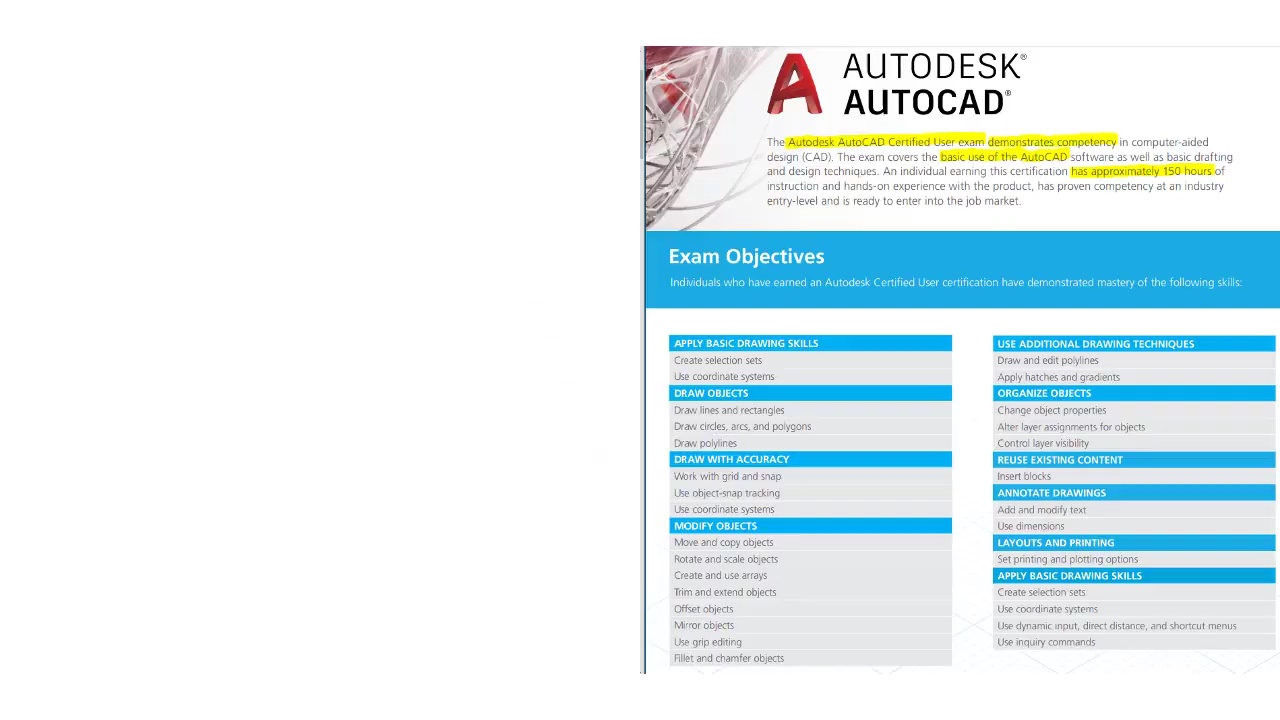 AUTODESK®
AUTOCAD®
The Autodesk AutoCAD Certified User exam demonstrates competency in computer-aided
design (CAD). The exam covers the basic use of the AutoCAD software as well as basic drafting
and design techniques. An individual earning this certification has approximately 150 hours of
instruction and hands-on experience with the product, has proven competency at an industry
entry-level and is ready to enter into the job market.
Exam Objectives
Individuals who have earned an Autodesk Certified User certification have demonstrated mastery of the following skills:
APPLY BASIC DRAWING SKILLS
Create selection sets
Use coordinate systems
DRAW OBJECTS
Draw lines and rectangles
Draw circles, arcs, and polygons
Draw polylines
DRAW WITH ACCURACY
Work with grid and snap
Use object-snap tracking
Use coordinate systems
MODIFY OBJECTS
Move and copy objects
Rotate and scale objects
Create and use arrays
Trim and extend objects
Offset objects
Mirror objects
Use grip editing
Fillet and chamfer objects
USE ADDITIONAL DRAWING TECHNIQUES
Draw and edit polylines
Apply hatches and gradients
ORGANIZE OBJECTS
Change object properties
Alter layer assignments for objects
Control layer visibility
REUSE EXISTING CONTENT
Insert blocks
ANNOTATE DRAWINGS
Add and modify text
Use dimensions
LAYOUTS AND PRINTING
Set printing and plotting options
APPLY BASIC DRAWING SKILLS
Create selection sets
Use coordinate systems
Use dynamic input, direct distance, and shortcut menus
Use inquiry commands